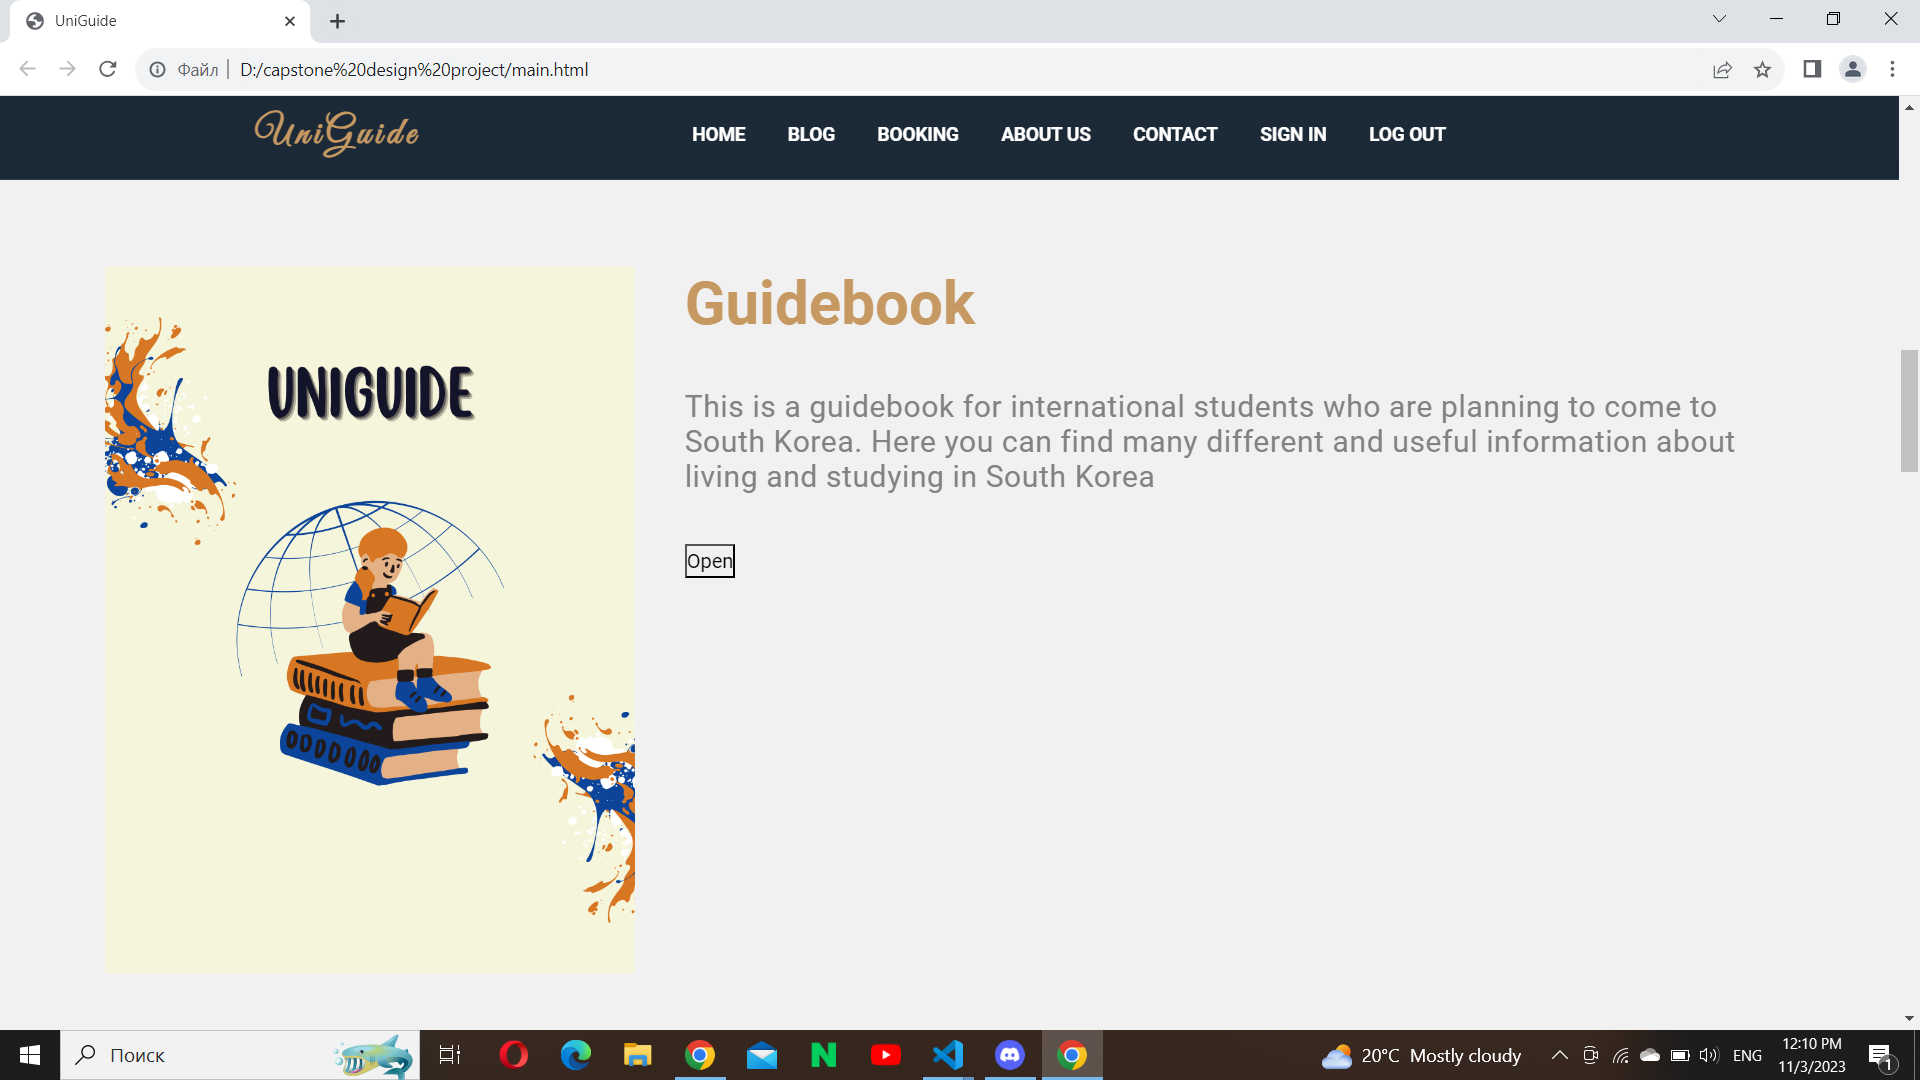 UniGuide
Файл
D:/capstone%20design%20project/main.html
UniGuide
HOME
BLOG
BOOKING
ABOUT US
CONTACT
SIGN IN
LOG OUT
UNIGUIDE
Guidebook
This is a guidebook for international students who are planning to come to
South Korea. Here you can find many different and useful information about
living and studying in South Korea
Open
Поиск
N
20°C Mostly cloudy
ENG
12:10 PM
11/3/2023
1